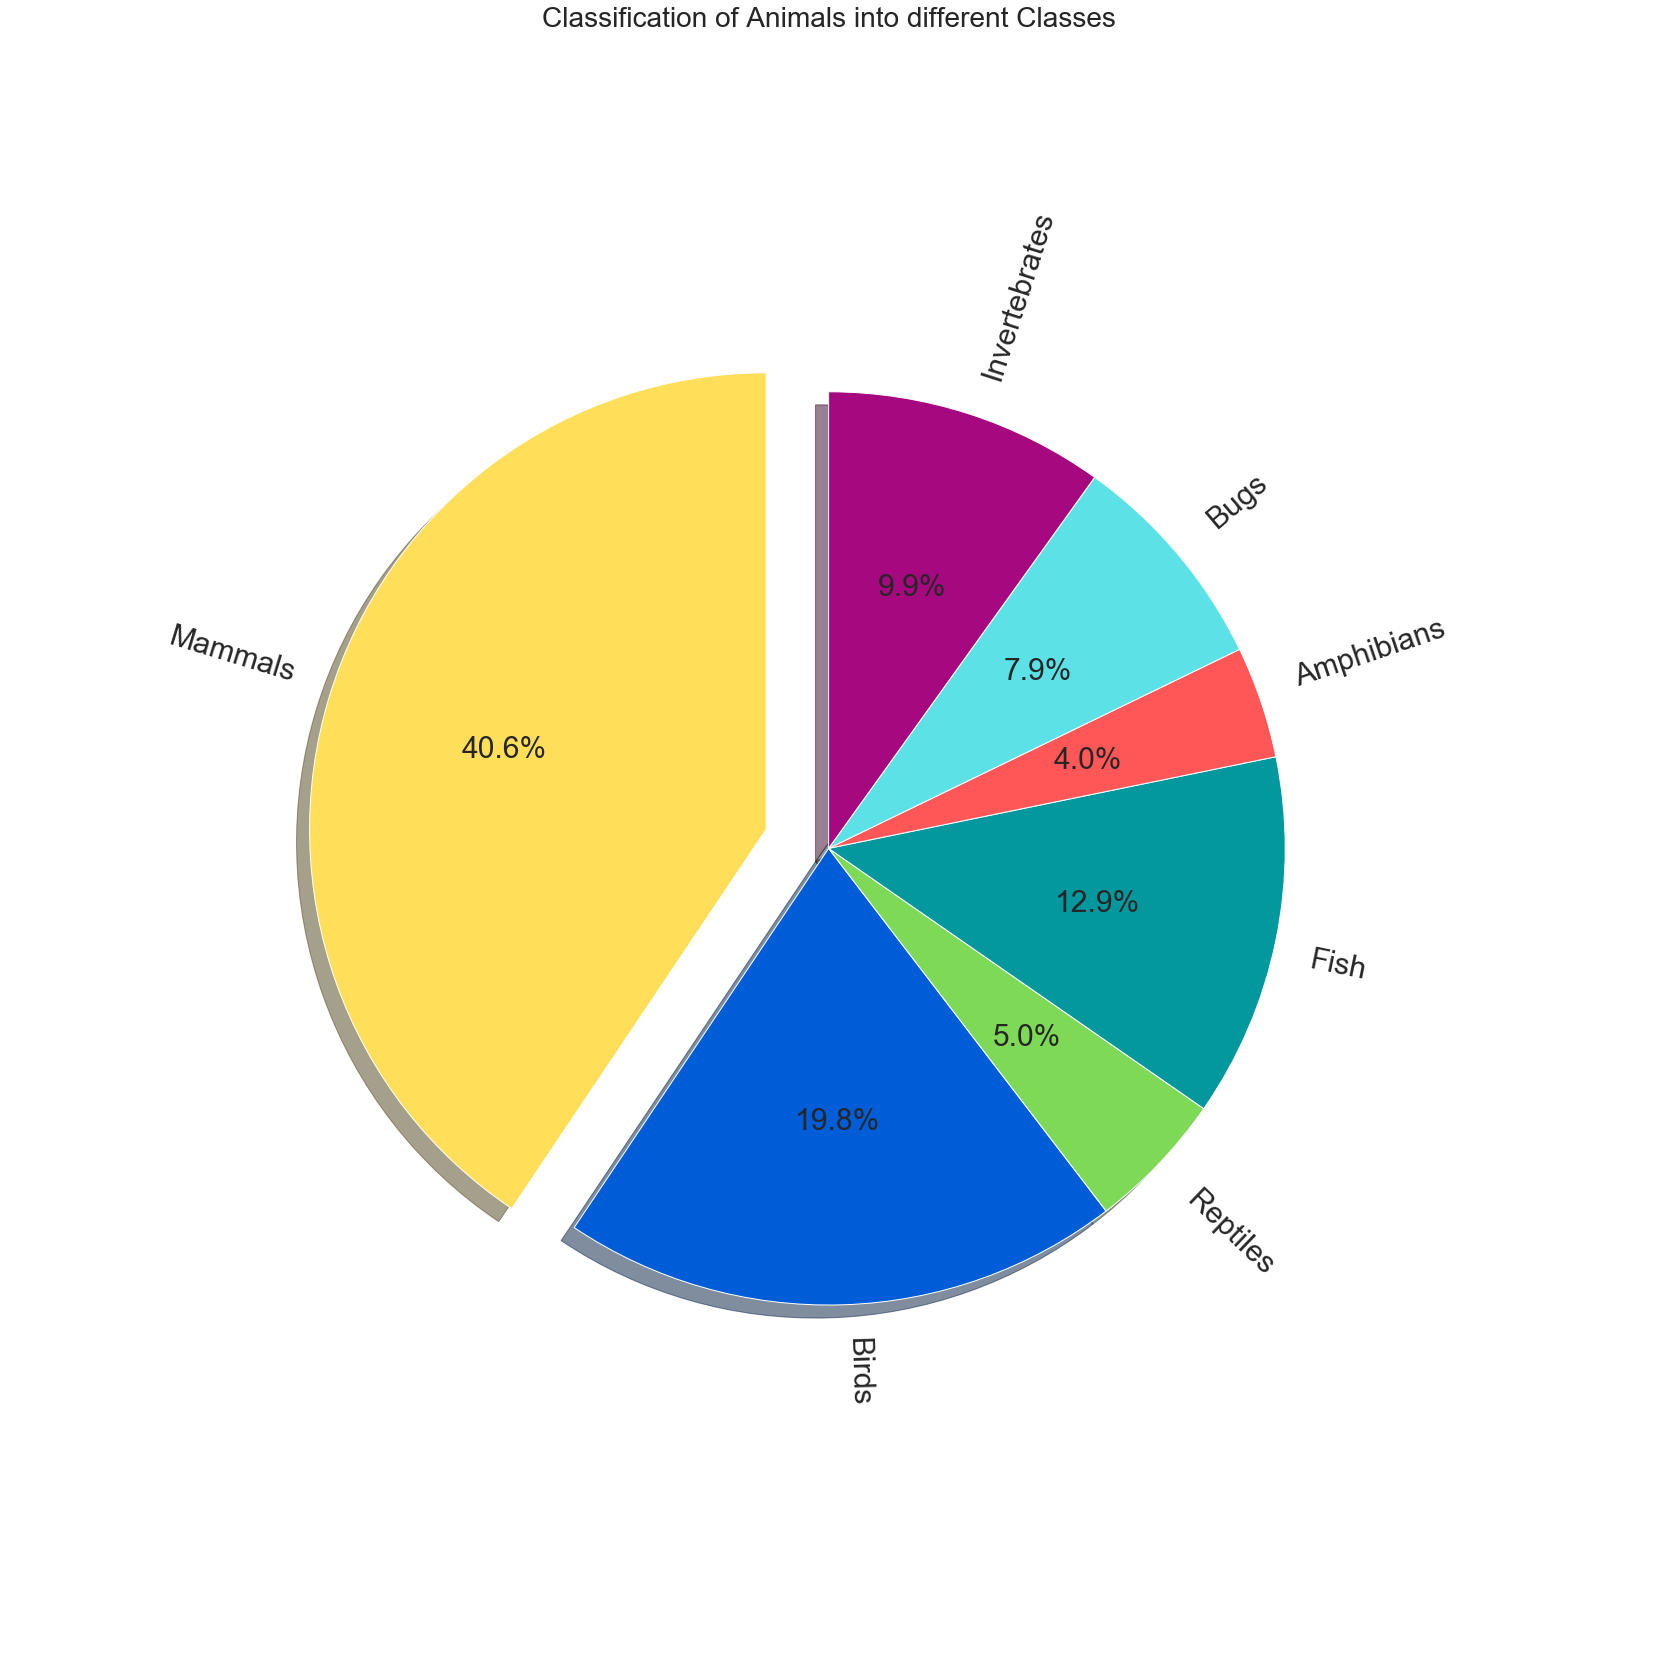 Classification of Animals into different Classes
Invertebrates
Bugs
9.9%
Amphibians
Mammals
7.9%
40.6%
4.0%
12.9%
Fish
5.0%
19.8%
Reptiles
Birds